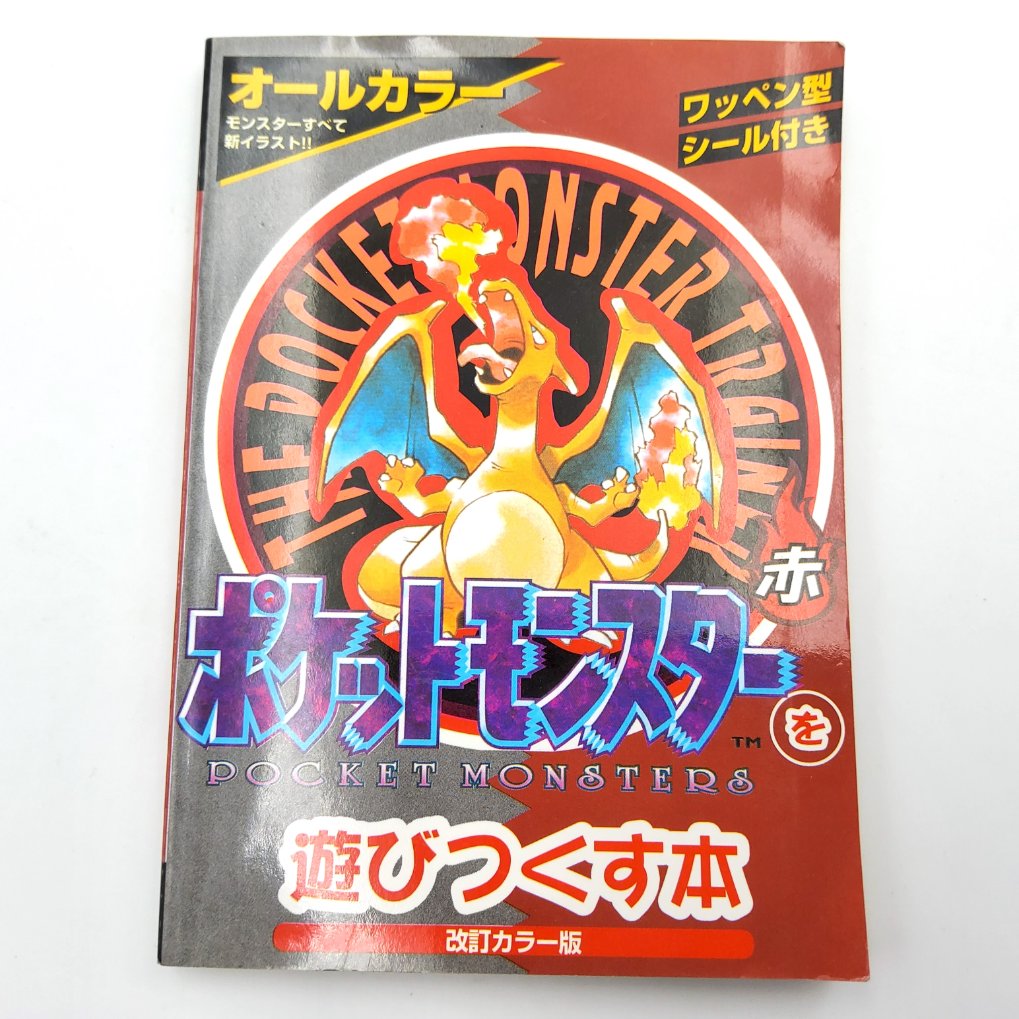 オールカラー
モンスターすべて
新イラスト!!
ワッペン型
シール付き
THE POCKET MONSTER TRAINER
赤
ポケットモンスター
TM
を
POCKET MONSTERS
遊びつくす本
改訂カラー版